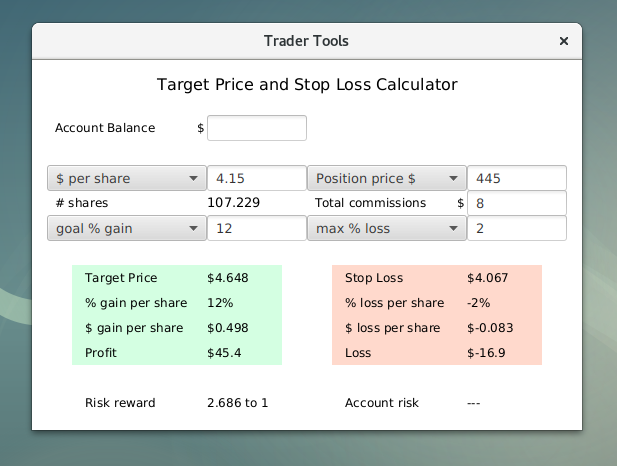 Trader Tools ×
Target Price and Stop Loss Calculator
Account Balance $
$ per share 4.15 Position price $ 445
# shares 107.229 Total commissions $ 8
goal % gain 12 max % loss 2
Target Price $4.648 Stop Loss $4.067
% gain per share 12% % loss per share -2%
$ gain per share $0.498 $ loss per share $-0.083
Profit $45.4 Loss $-16.9
Risk reward 2.686 to 1 Account risk ---